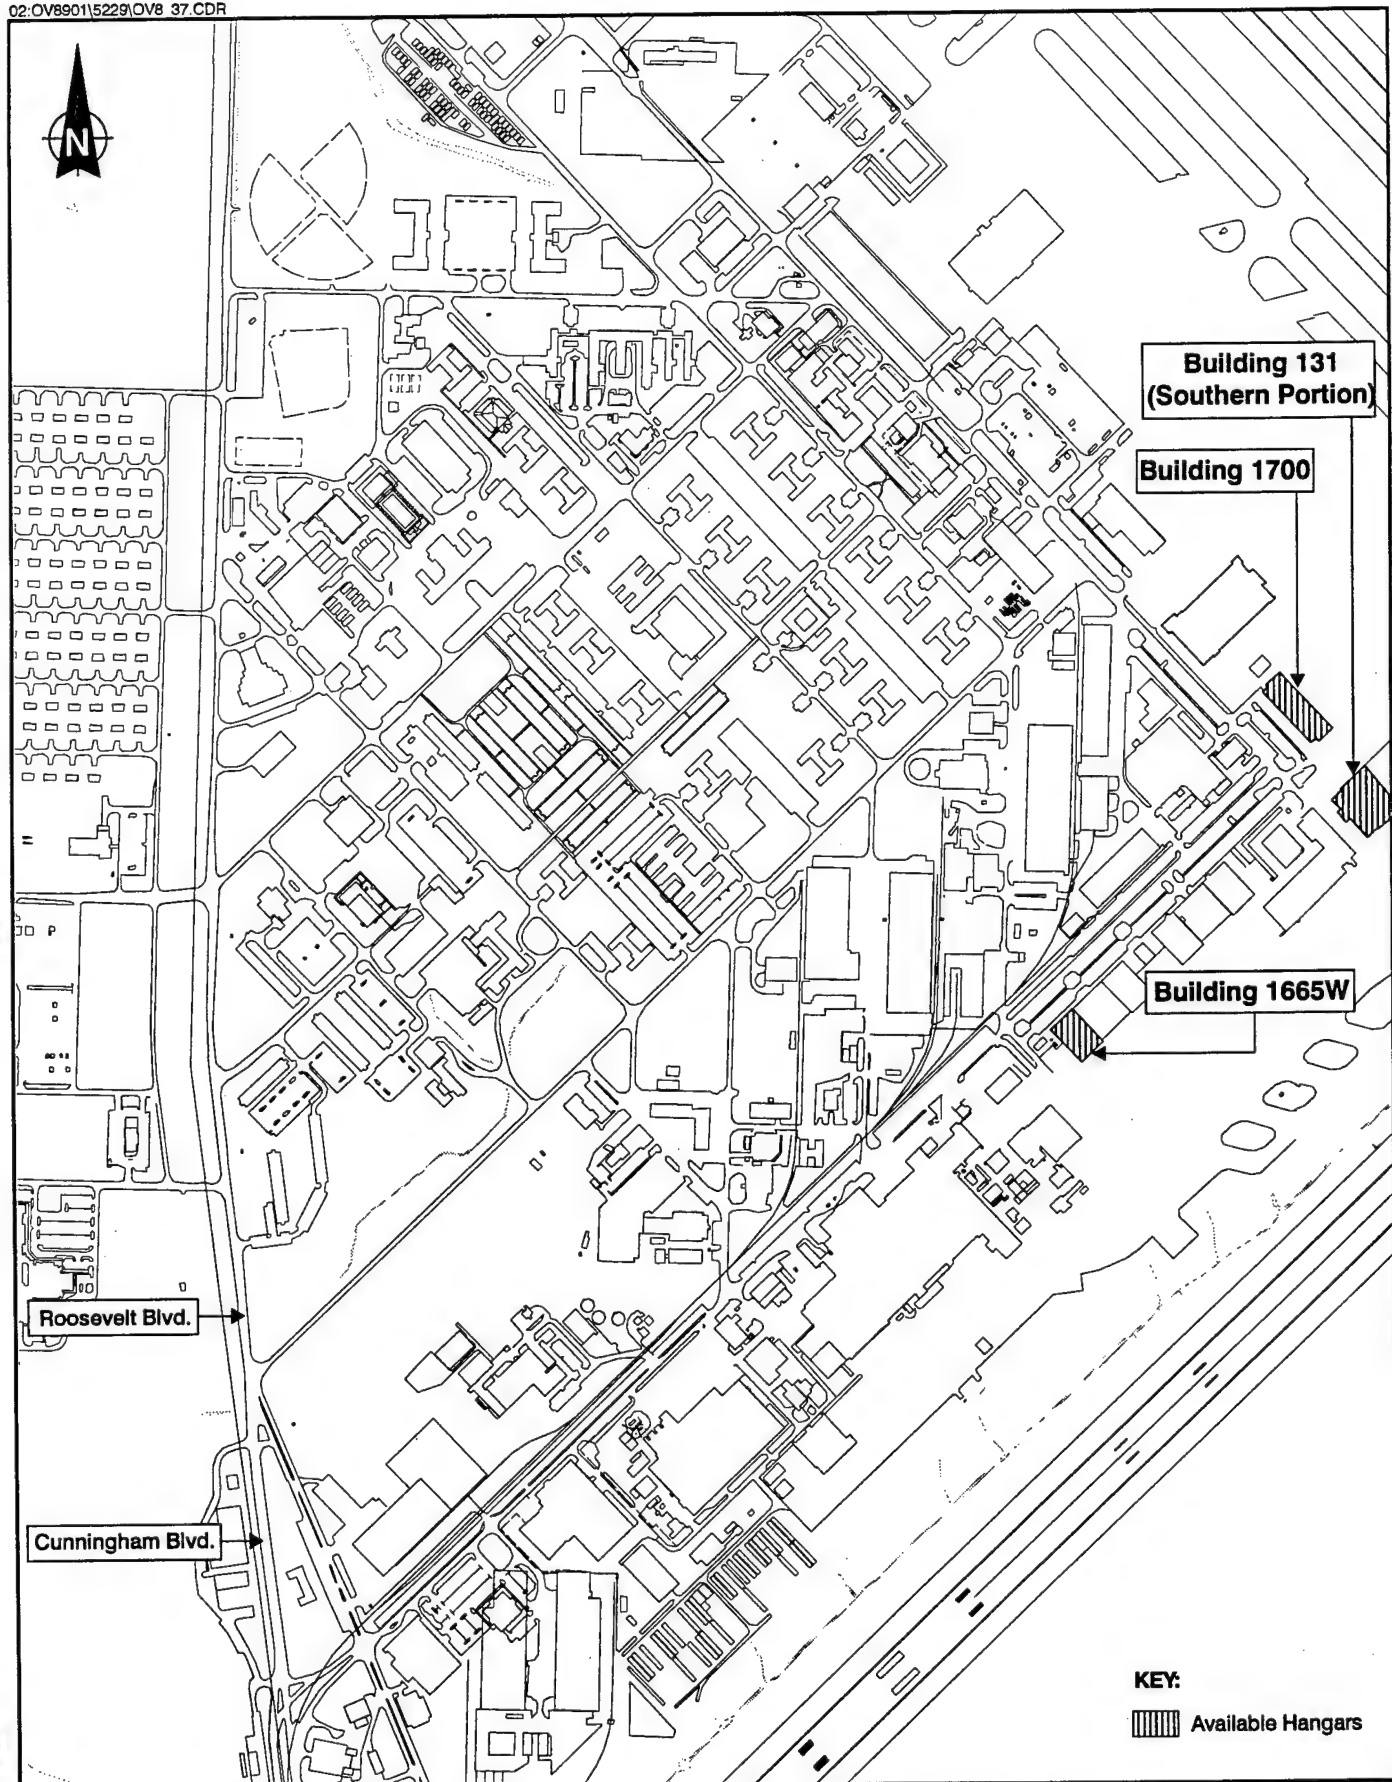 02:OV8901\5229\OV8_37.CDR
N
Building 131
(Southern Portion)
Building 1700
P
Building 1665W
Roosevelt Blvd.
Cunningham Blvd.
KEY:
Available Hangars